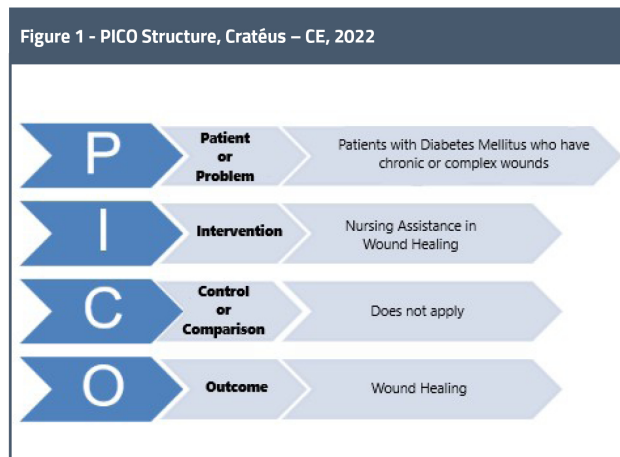 Figure 1 - PICO Structure, Cratéus – CE, 2022
P
Patient
or
Problem
Patients with Diabetes Mellitus who have
chronic or complex wounds
I
Intervention
Nursing Assistance in
Wound Healing
C
Control
or
Comparison
Does not apply
O
Outcome
Wound Healing